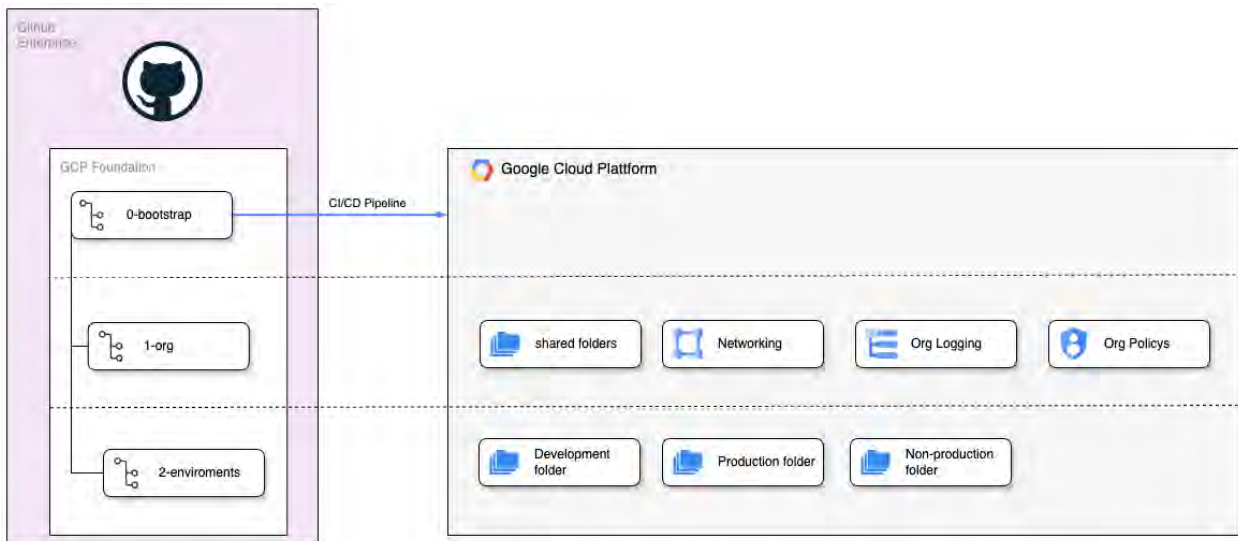 Github
Enterprise
GCP Foundation
0-bootstrap
CI/CD Pipeline
Google Cloud Plattform
1-org
shared folders
Networking
Org Logging
Org Policys
2-enviroments
Development
folder
Production folder
Non-production
folder